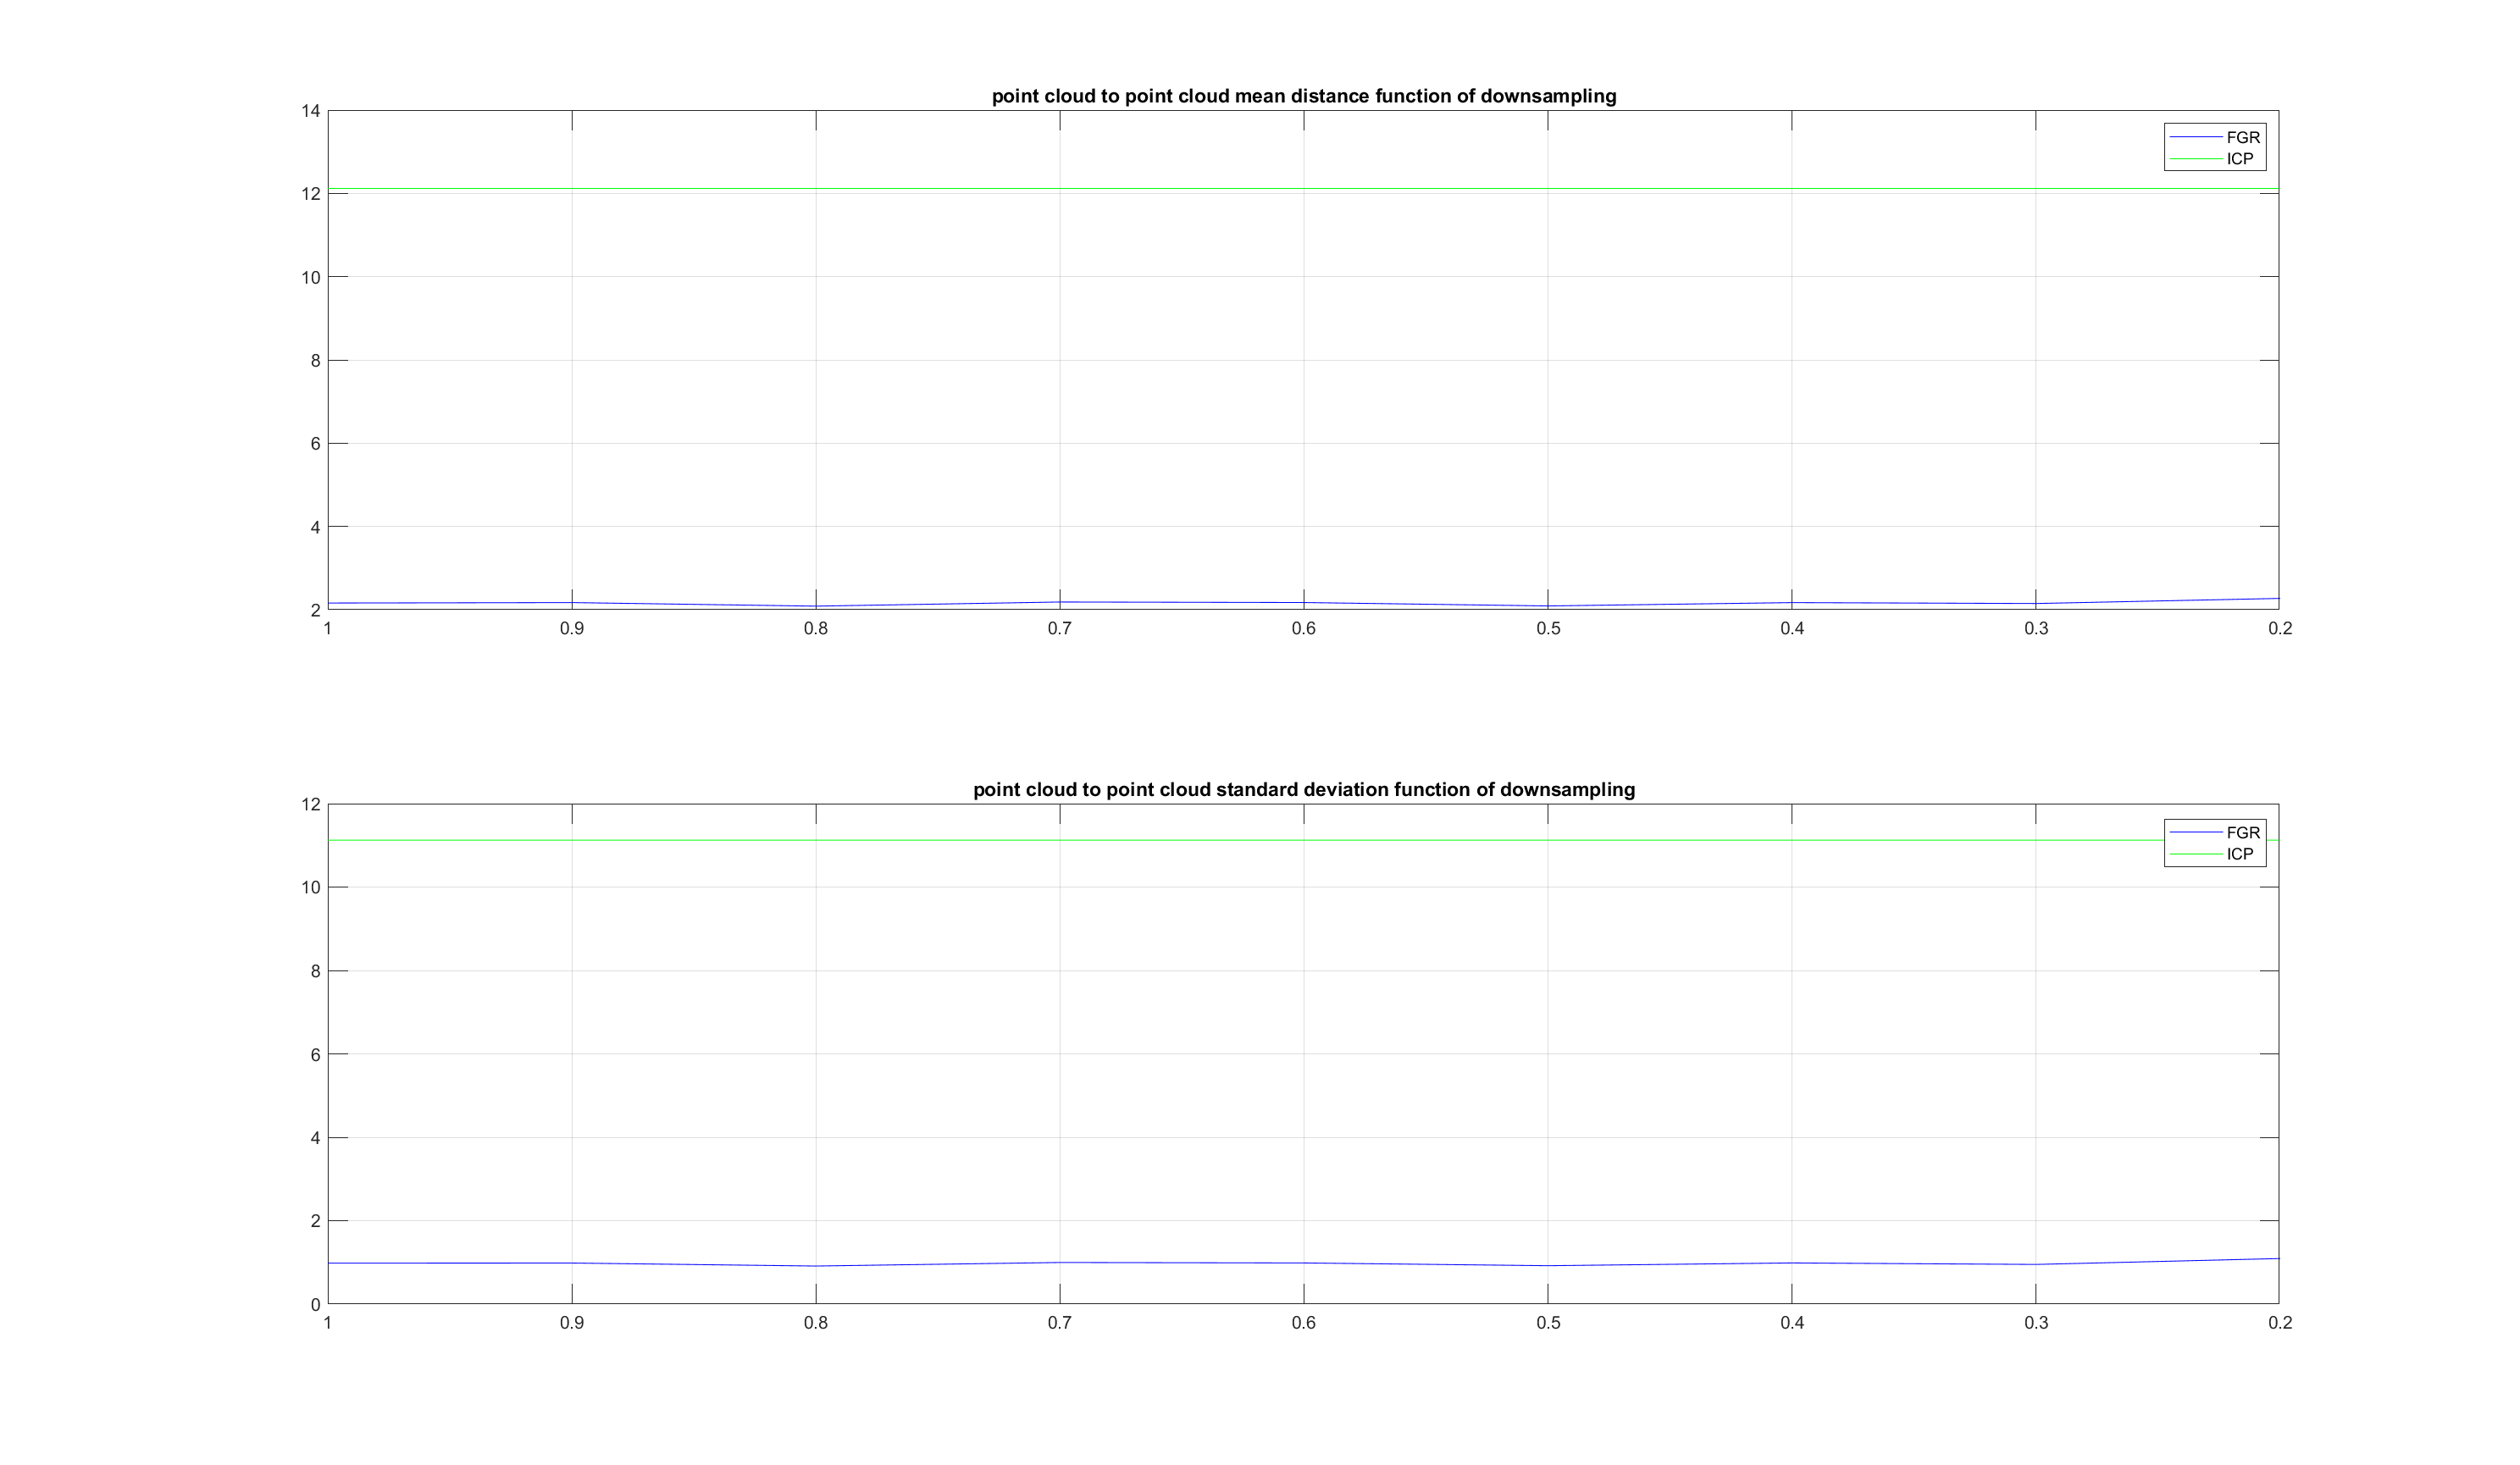 point cloud to point cloud mean distance function of downsampling
14
12
10
8
6
4
2
FGR
ICP
1 0.9 0.8 0.7 0.6 0.5 0.4 0.3 0.2
point cloud to point cloud standard deviation function of downsampling
12
10
8
6
4
2
0
FGR
ICP
1 0.9 0.8 0.7 0.6 0.5 0.4 0.3 0.2